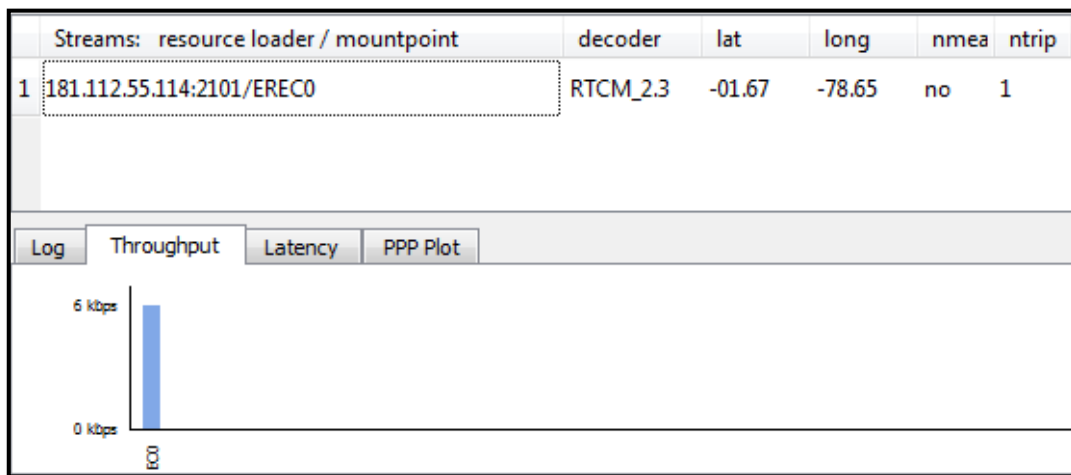 Streams: resource loader / mountpoint decoder lat long nmea ntrip
1 181.112.55.114:2101/EREC0 RTCM_2.3 -01.67 -78.65 no 1
Log Throughput Latency PPP Plot
6 kbps
0 kbps
EC0